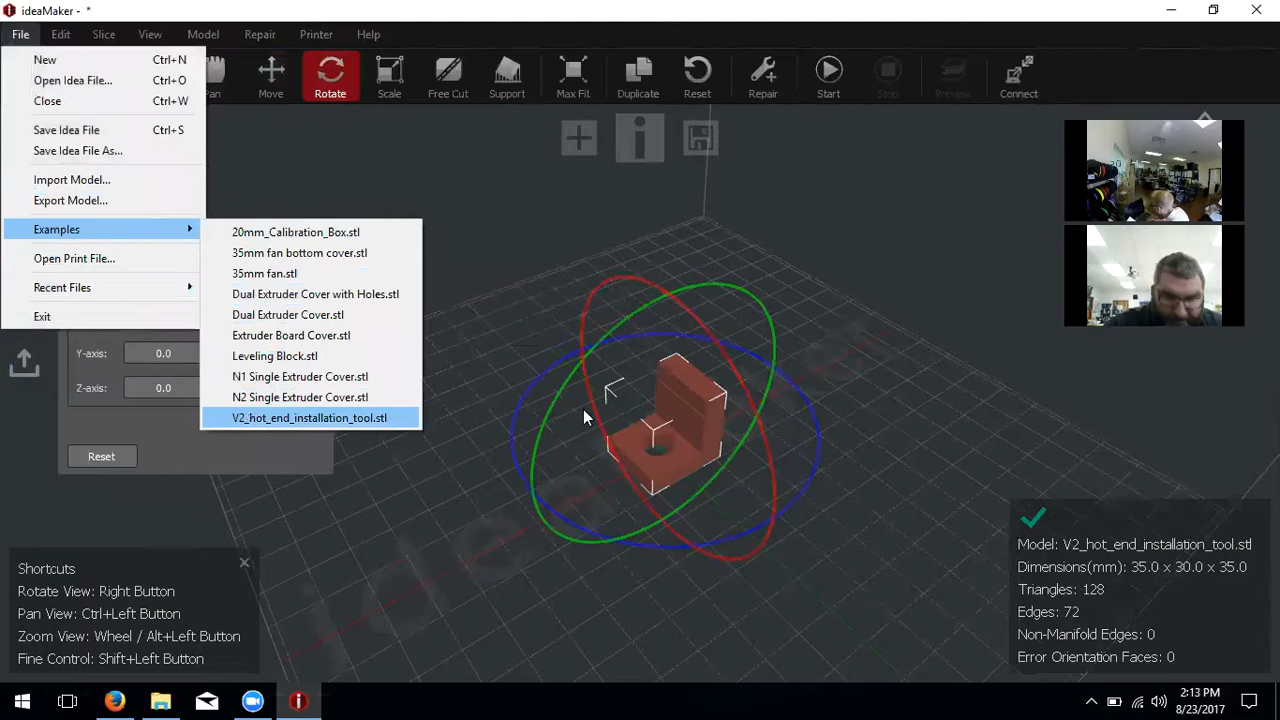 ideaMaker - *
File Edit Slice View Model Repair Printer Help
New Ctrl+N
Open Idea File... Ctrl+O
Close Ctrl+W
Save Idea File Ctrl+S
Save Idea File As...
Import Model...
Export Model...
Examples
Open Print File...
Recent Files
Exit
Pan Move Rotate Scale Free Cut Support Max Fit Duplicate Reset Repair Start Stop Preview Connect
20mm_Calibration_Box.stl
35mm fan bottom cover.stl
35mm fan.stl
Dual Extruder Cover with Holes.stl
Dual Extruder Cover.stl
Extruder Board Cover.stl
Leveling Block.stl
N1 Single Extruder Cover.stl
N2 Single Extruder Cover.stl
V2_hot_end_installation_tool.stl
Y-axis: 0.0
Z-axis: 0.0
Reset
Shortcuts
Rotate View: Right Button
Pan View: Ctrl+Left Button
Zoom View: Wheel / Alt+Left Button
Fine Control: Shift+Left Button
Model: V2_hot_end_installation_tool.stl
Dimensions(mm): 35.0 x 30.0 x 35.0
Triangles: 128
Edges: 72
Non-Manifold Edges: 0
Error Orientation Faces: 0
2:13 PM
8/23/2017